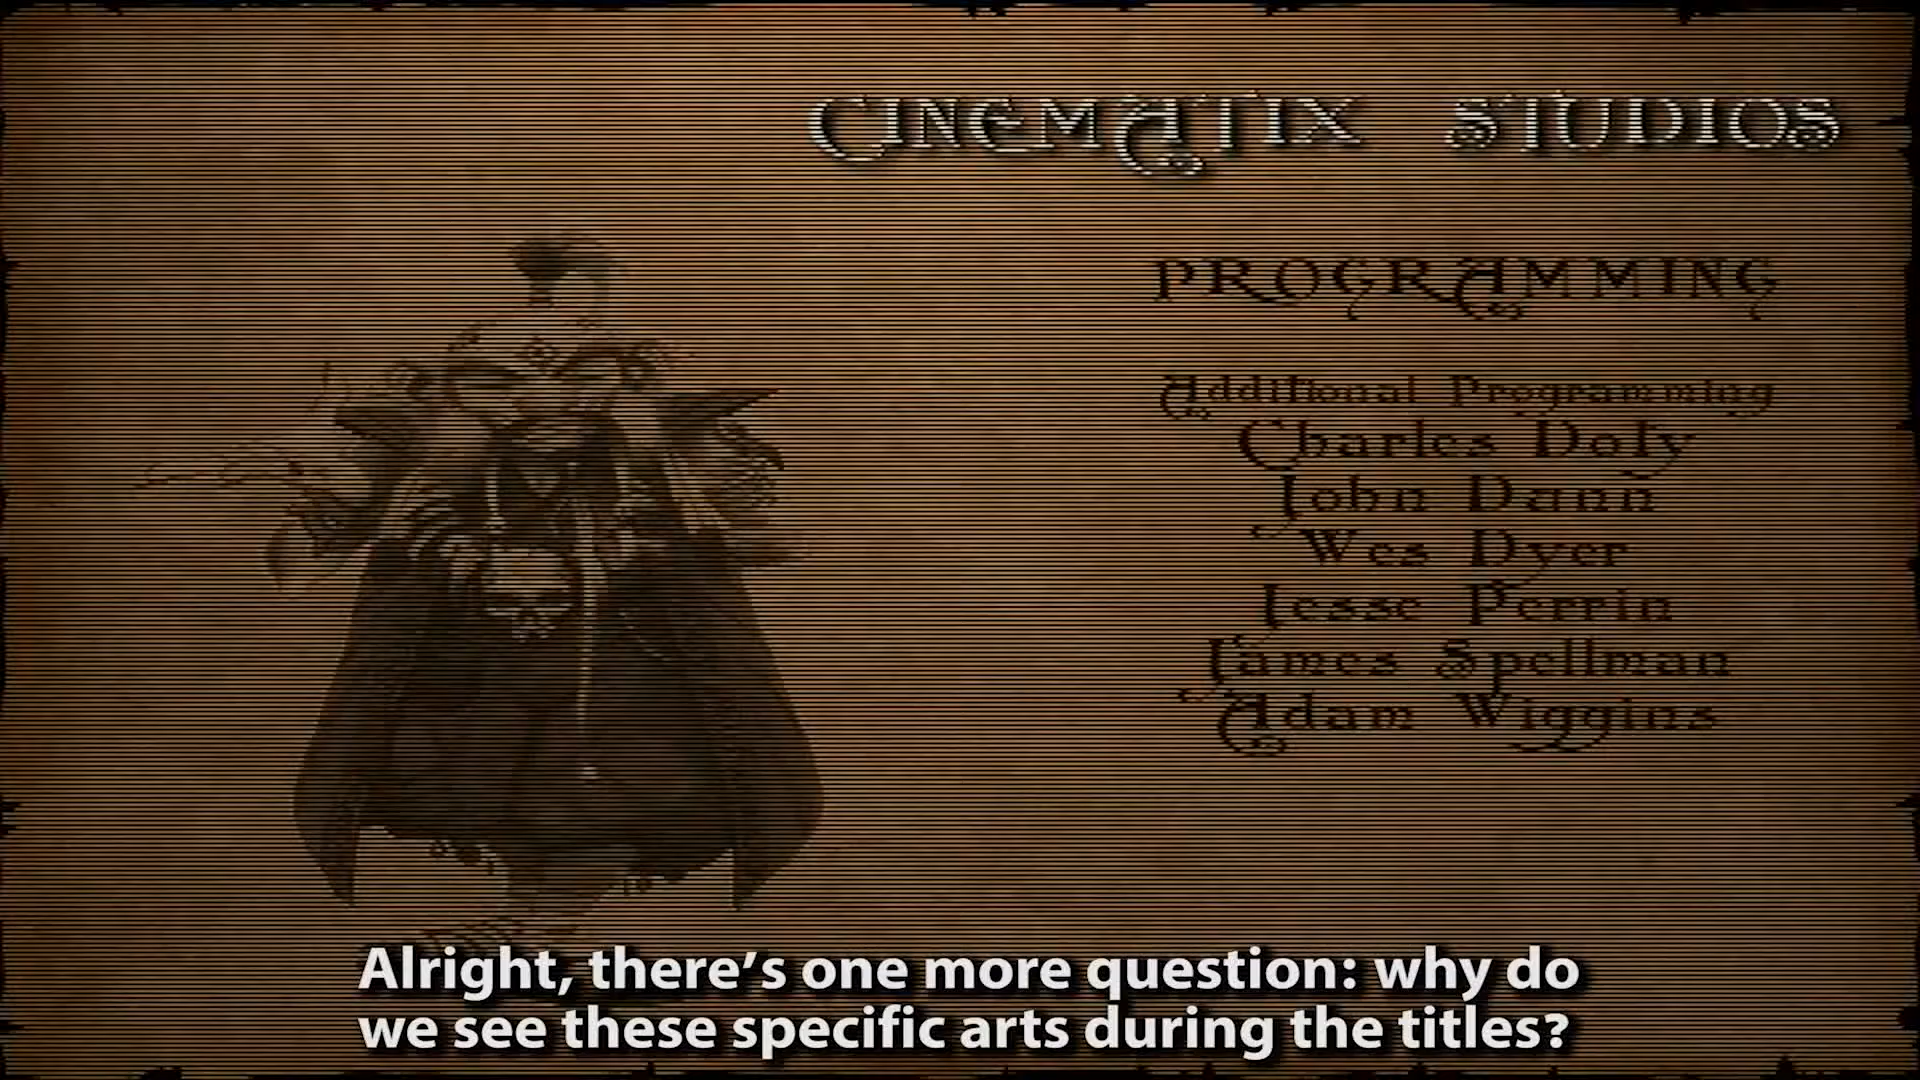 CINEMATIX STUDIOS
PROGRAMMING
Additional Programming
Charles Doty
John Dunn
Wes Dyer
Jesse Perrin
James Spellman
Adam Wiggins
Alright, there's one more question: why do
we see these specific arts during the titles?